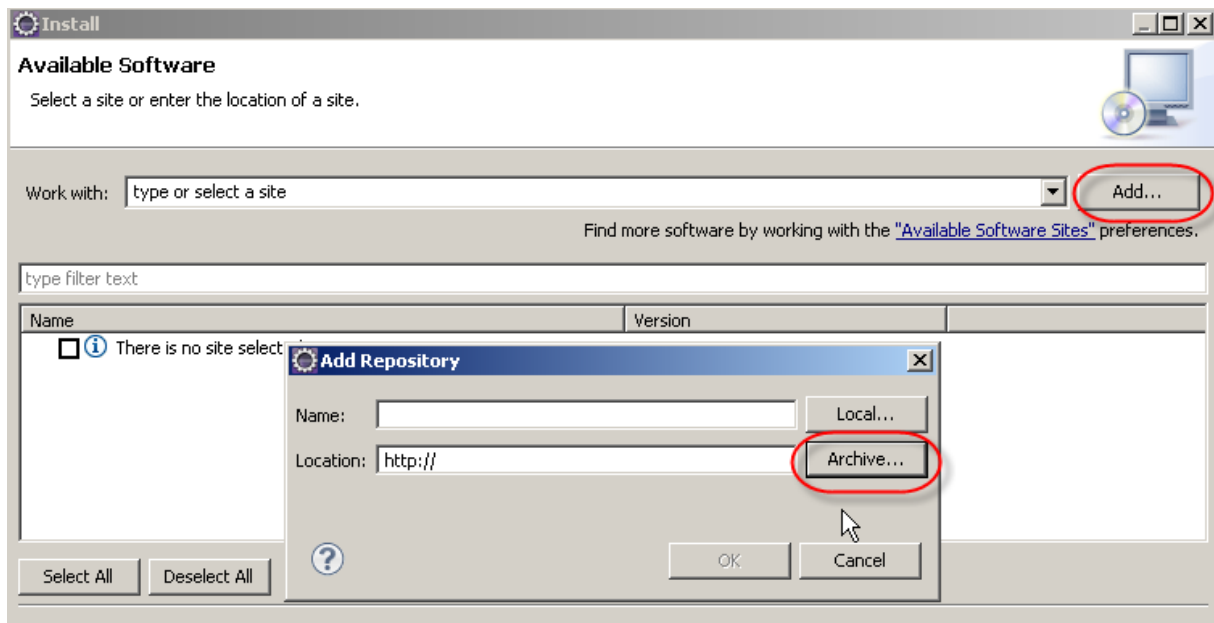 Install
Available Software
Select a site or enter the location of a site.
Work with: type or select a site Add...
Find more software by working with the "Available Software Sites" preferences.
type filter text
Name Version
There is no site select
Add Repository
Name: Local...
Location: http:// Archive...
? OK Cancel
Select All Deselect All